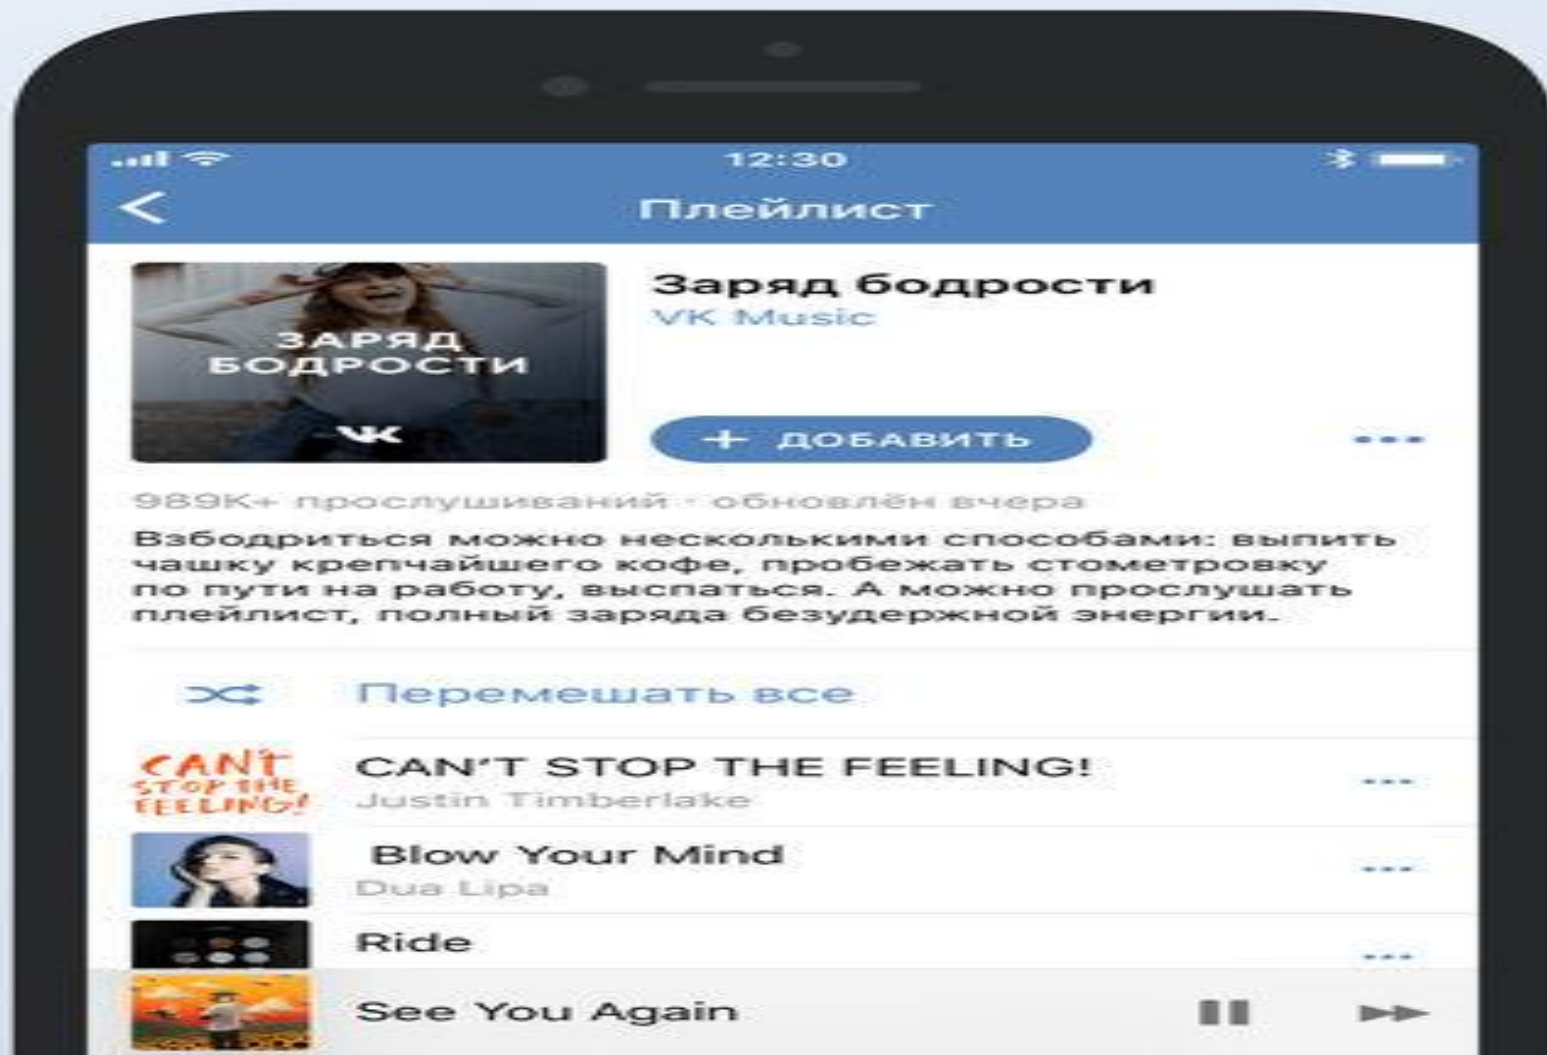 12:30
Плейлист
ЗАРЯД
БОДРОСТИ
Заряд бодрости
VK Music
+ ДОБАВИТЬ
989K+ прослушиваний · обновлён вчера
Взбодриться можно несколькими способами: выпить
чашку крепчайшего кофе, пробежать стометровку
по пути на работу, выспаться. А можно прослушать
плейлист, полный заряда безудержной энергии.
Перемешать все
CAN'T
STOP THE
FEELING!
CAN'T STOP THE FEELING!
Justin Timberlake
Blow Your Mind
Dua Lipa
Ride
See You Again